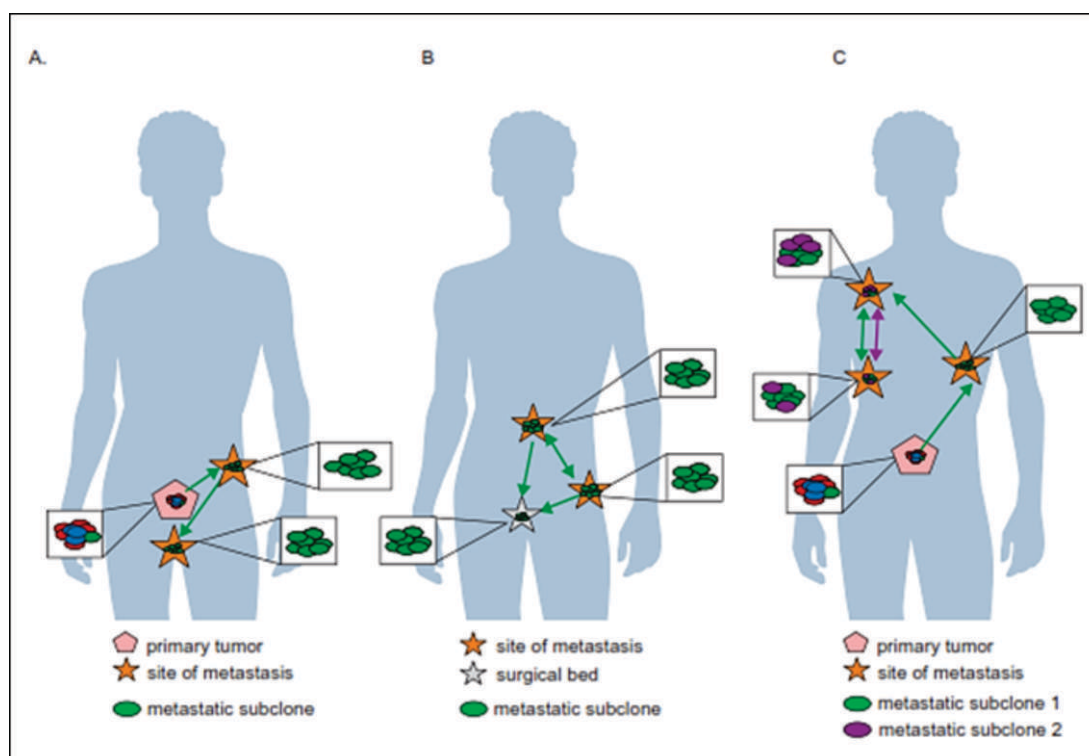 A.
B
C
primary tumor
site of metastasis
metastatic subclone
site of metastasis
surgical bed
metastatic subclone
primary tumor
site of metastasis
metastatic subclone 1
metastatic subclone 2